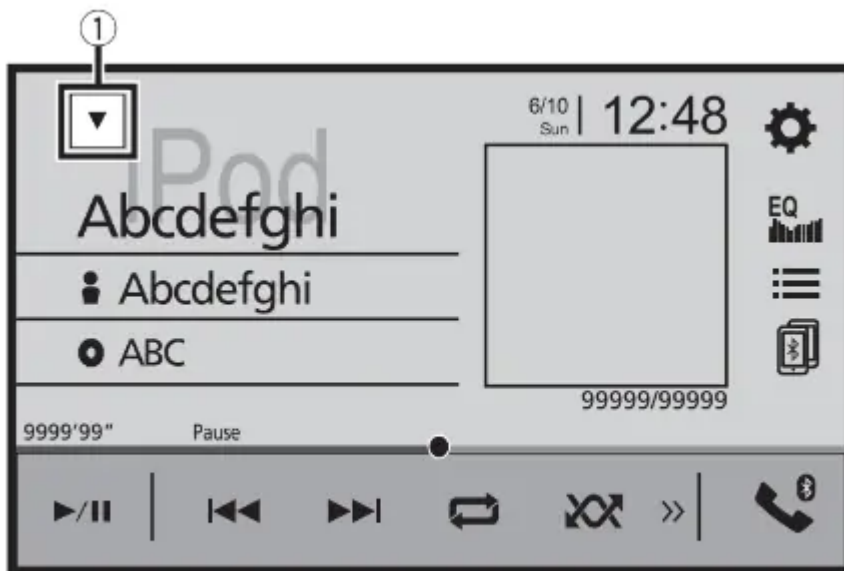 ①
iPod
6/10
Sun
12:48
Abcdefghi
EQ
Abcdefghi
ABC
99999/99999
9999'99"
Pause